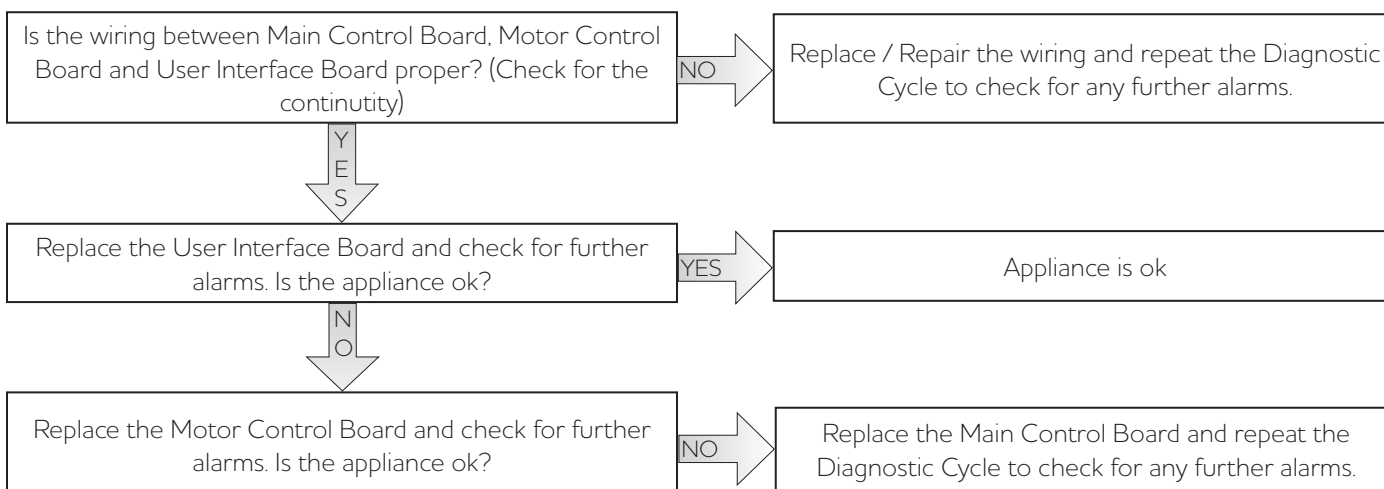 Is the wiring between Main Control Board, Motor Control
Board and User Interface Board proper? (Check for the
continutity)
NO
Replace / Repair the wiring and repeat the Diagnostic
Cycle to check for any further alarms.
Y
E
S
Replace the User Interface Board and check for further
alarms. Is the appliance ok?
YES
Appliance is ok
N
O
Replace the Motor Control Board and check for further
alarms. Is the appliance ok?
NO
Replace the Main Control Board and repeat the
Diagnostic Cycle to check for any further alarms.